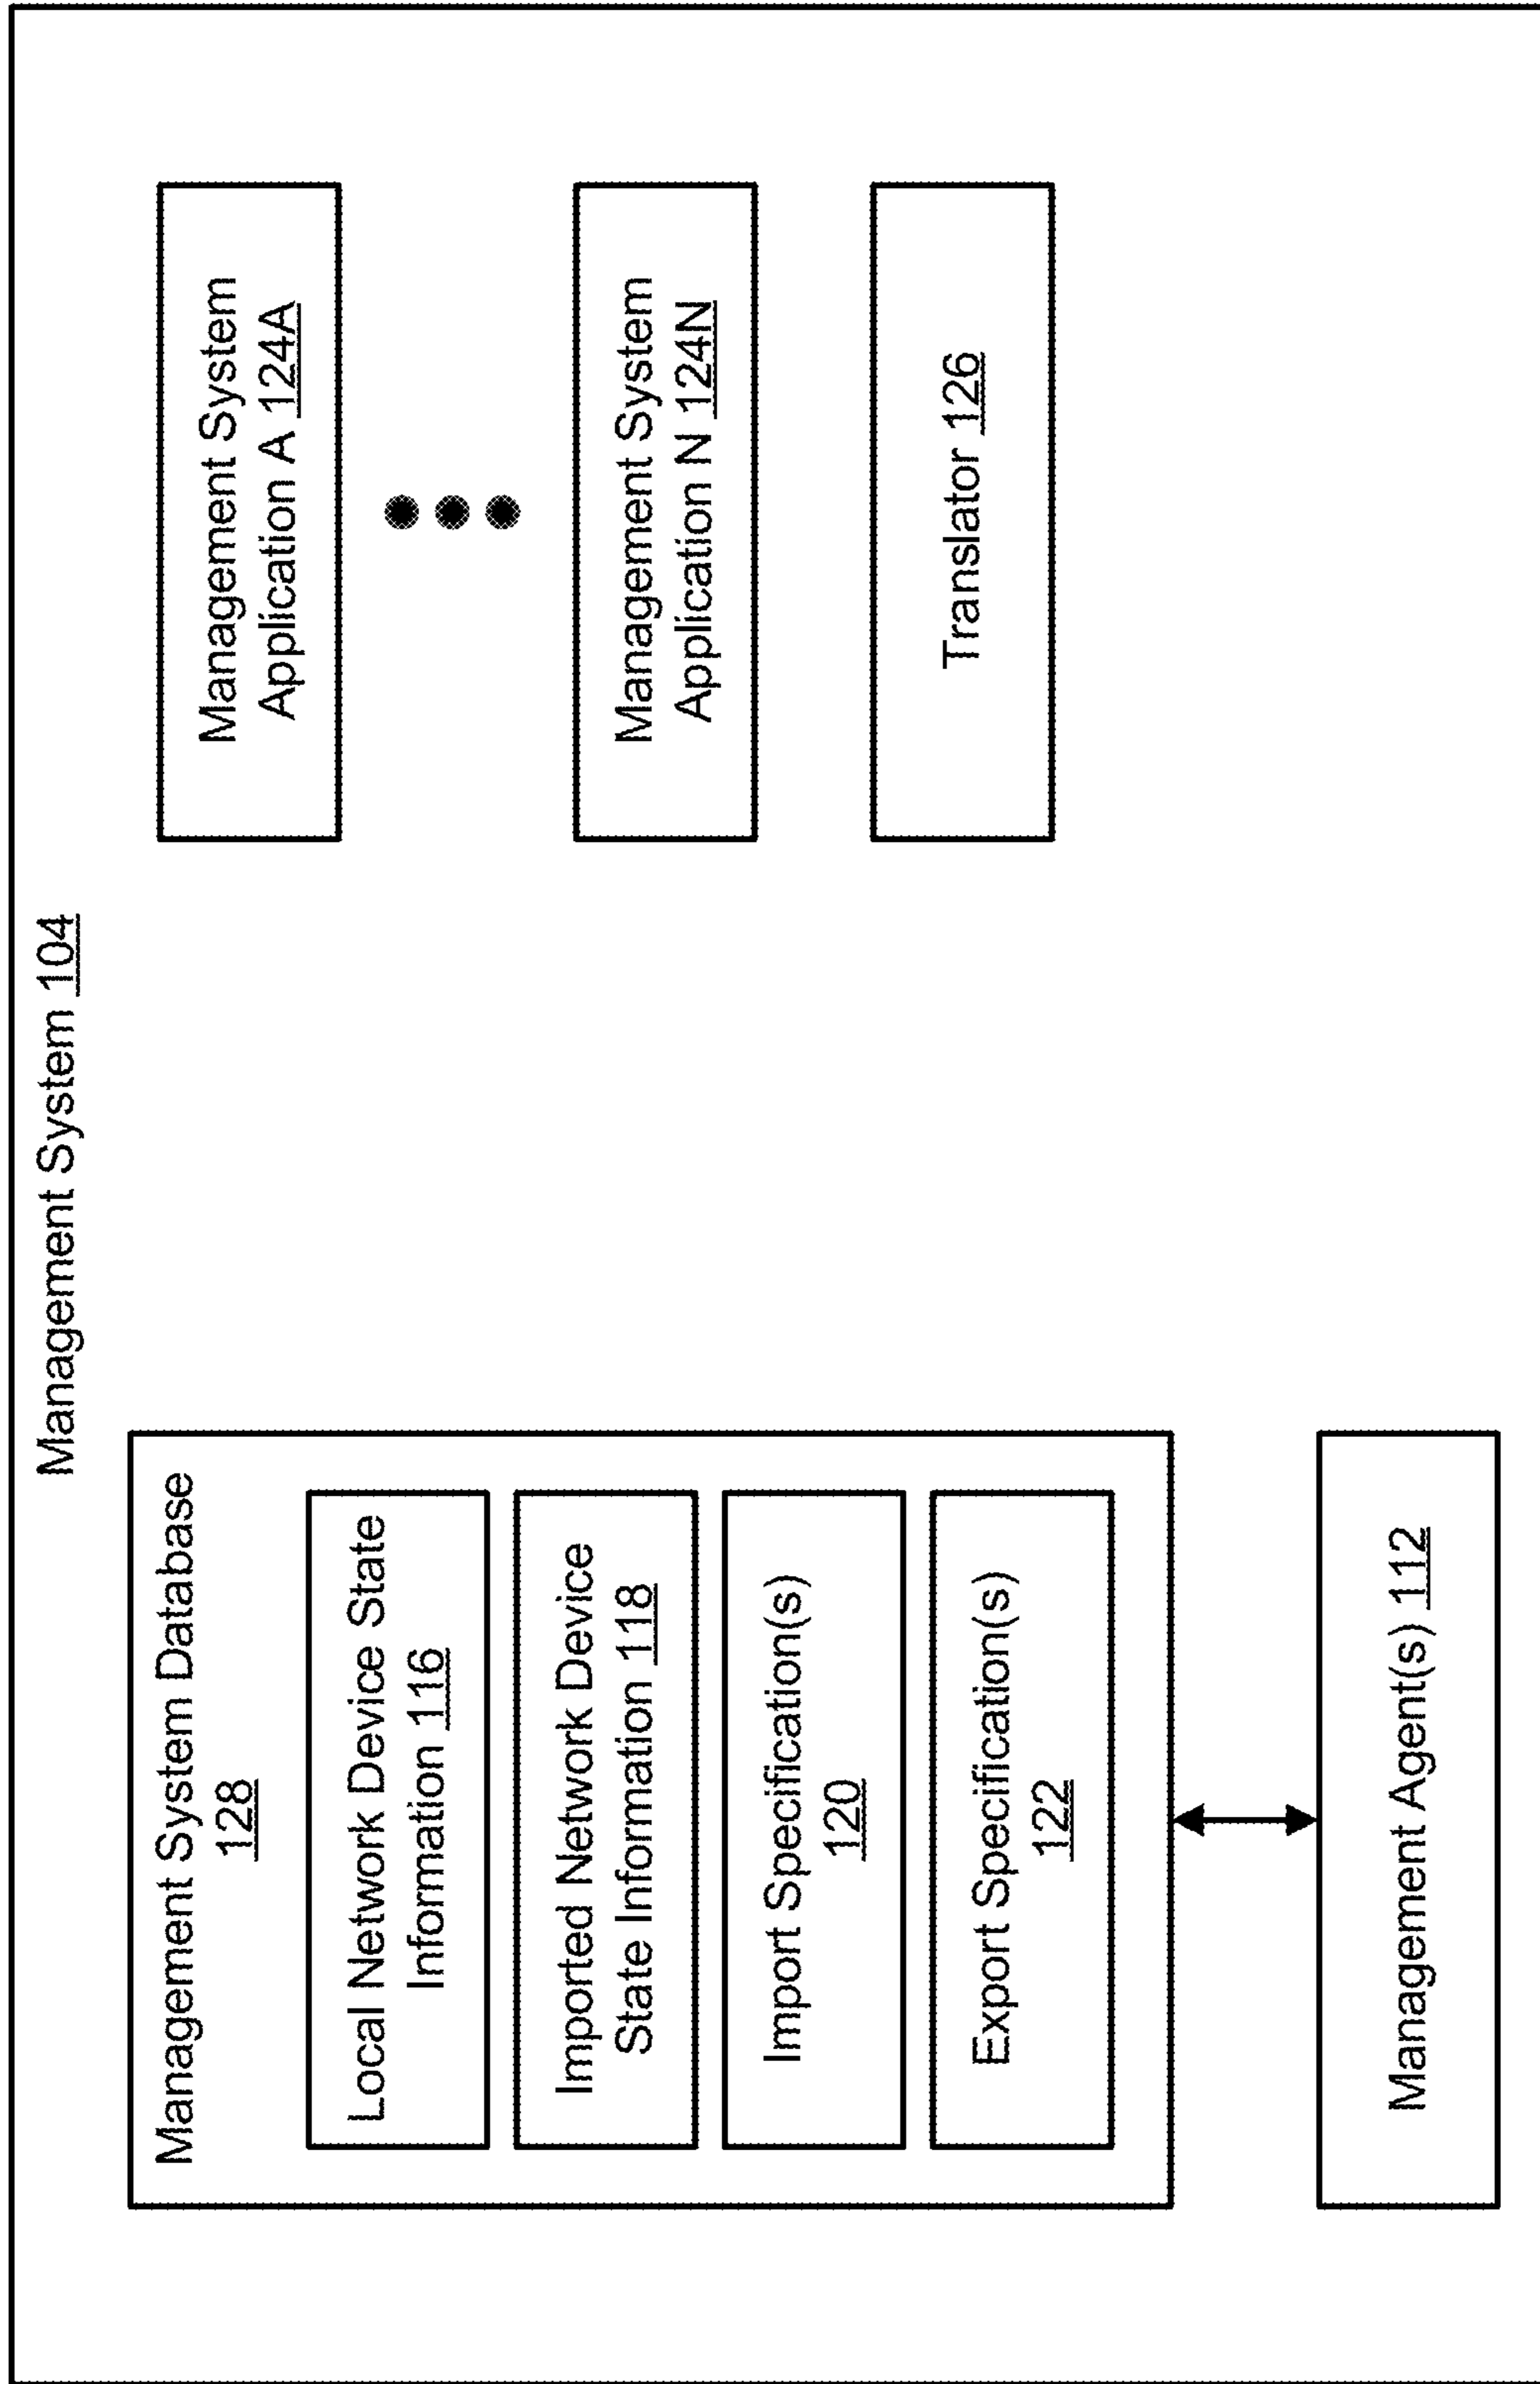 Management System 104
Management System Database
128
Local Network Device State
Information 116
Imported Network Device
State Information 118
Import Specification(s)
120
Export Specification(s)
122
Management Agent(s) 112
Management System
Application A 124A
Management System
Application N 124N
Translator 126